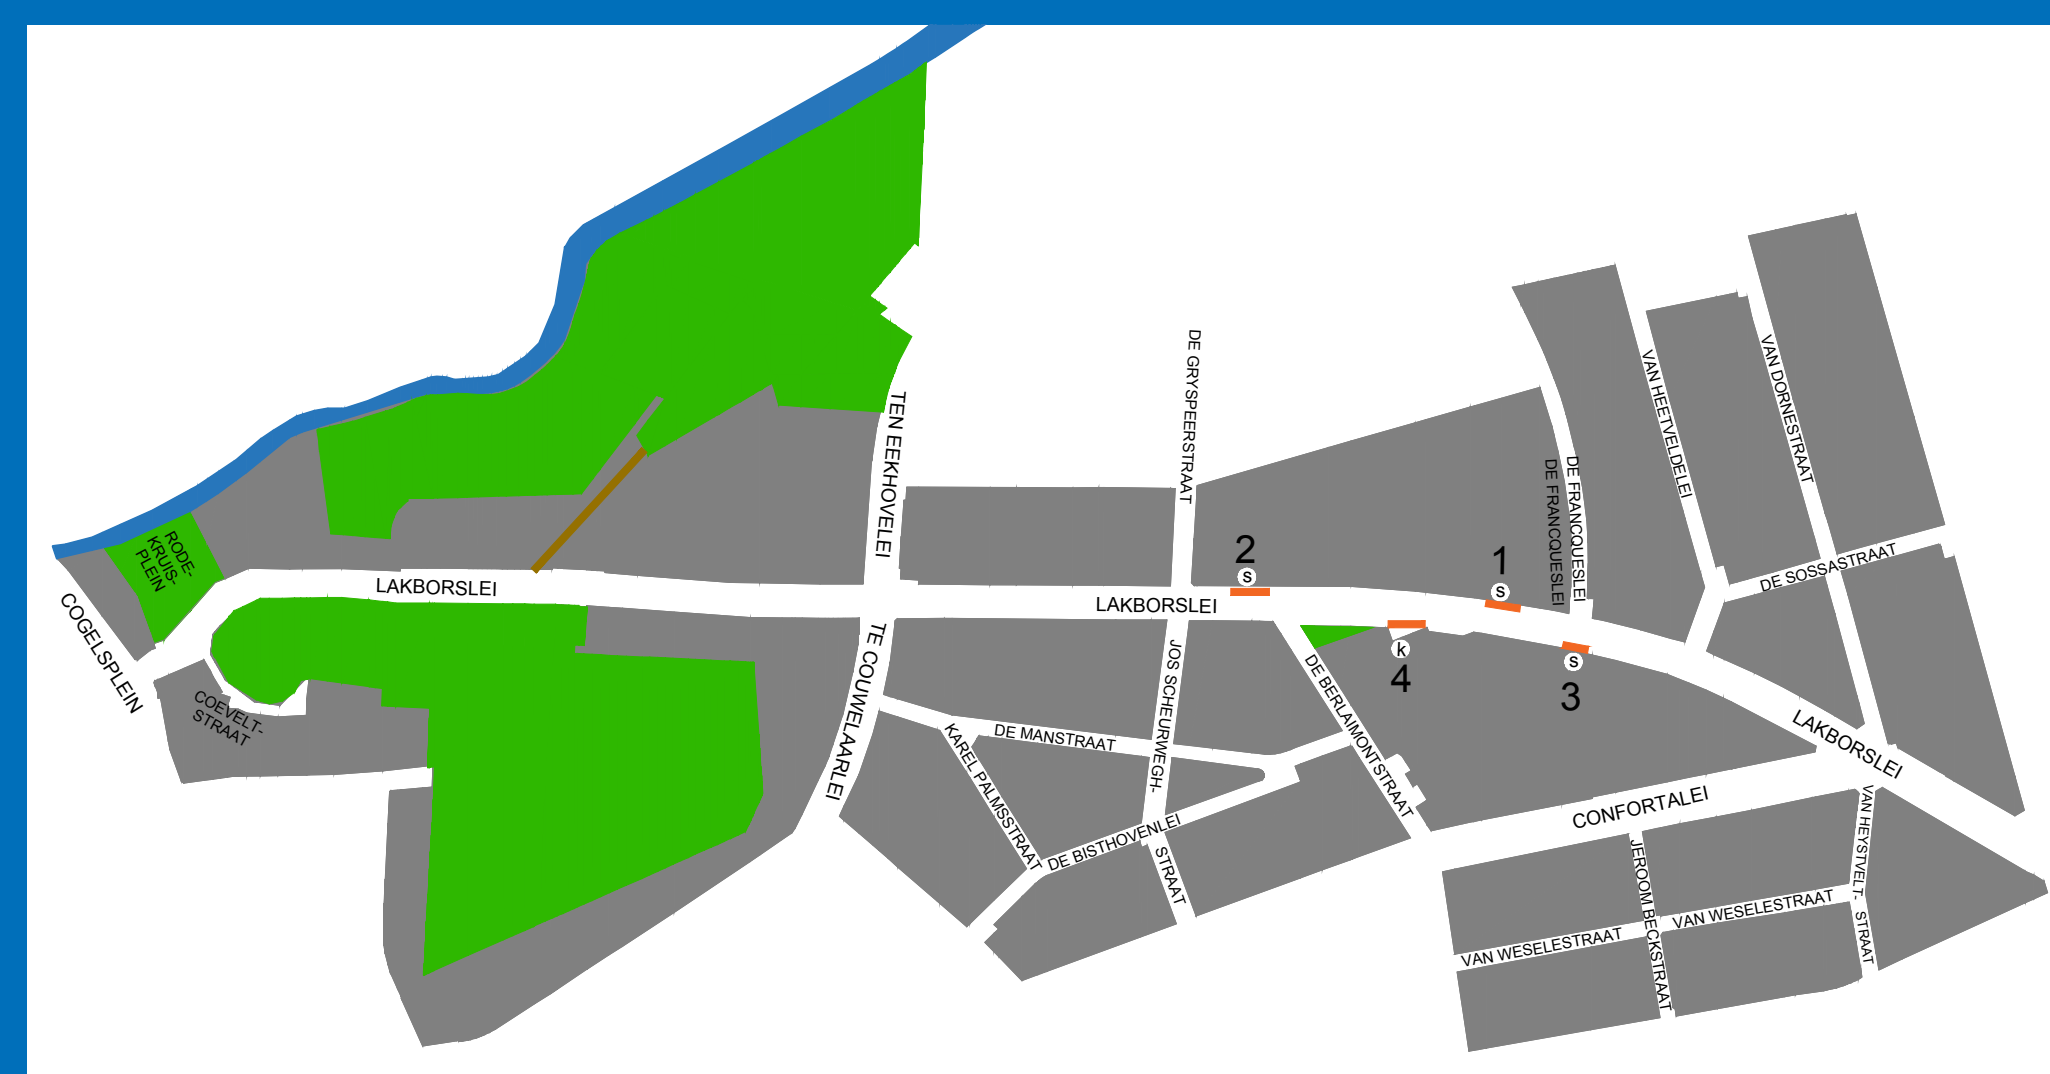 RODE-
KRUIS-
PLEIN
COGELSPLEIN
COEVELT-
STRAAT
LAKBORSLEI
TEN EEKHOVELEI
TE COUWELAARLEI
DE GRYSPEERSTRAAT
LAKBORSLEI
2
s
1
s
k
4
s
3
DE FRANCQUESLEI
DE FRANCQUESLEI
VAN HEETVELDELEI
VAN DORNESTRAAT
DE SOSSASTRAAT
JOS SCHEURWEGH-
STRAAT
DE BERLAIMONTSTRAAT
DE MANSTRAAT
KAREL PALMSSTRAAT
DE BISTHOVENLEI
LAKBORSLEI
CONFORTALEI
VAN HEYSTVELT-
STRAAT
JEROOM BECKSTRAAT
VAN WESELESTRAAT
VAN WESELESTRAAT